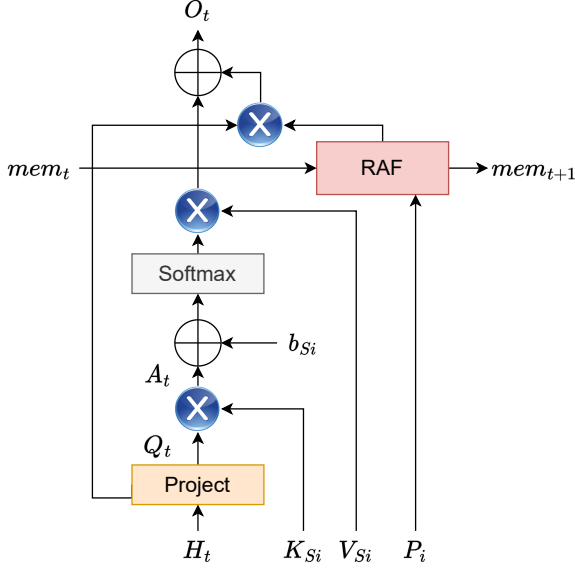 O_t
mem_t
RAF
mem_{t+1}
Softmax
b_{Si}
A_t
Q_t
Project
H_t K_{Si} V_{Si} P_i